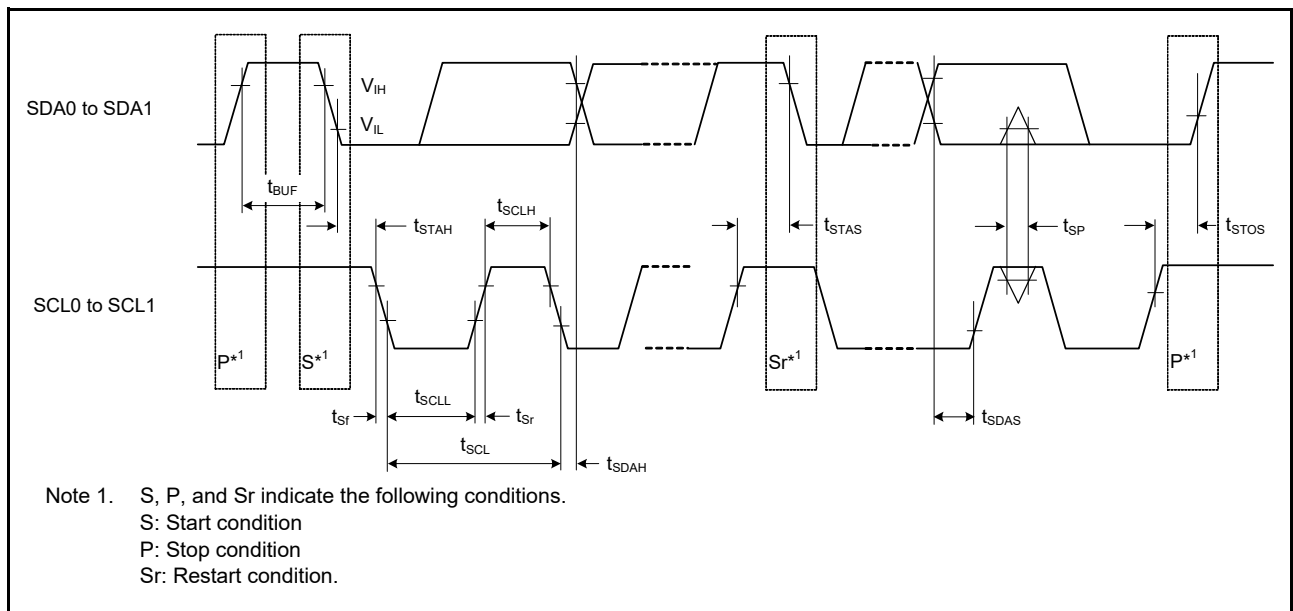 SDA0 to SDA1
VIH
VIL
tBUF
tSTAH
tSCLH
tSTAS
tSP
tSTOS
SCL0 to SCL1
P*1
S*1
Sr*1
P*1
tSf
tSCLL
tSr
tSDAS
tSCL
tSDAH
Note 1. S, P, and Sr indicate the following conditions.
S: Start condition
P: Stop condition
Sr: Restart condition.